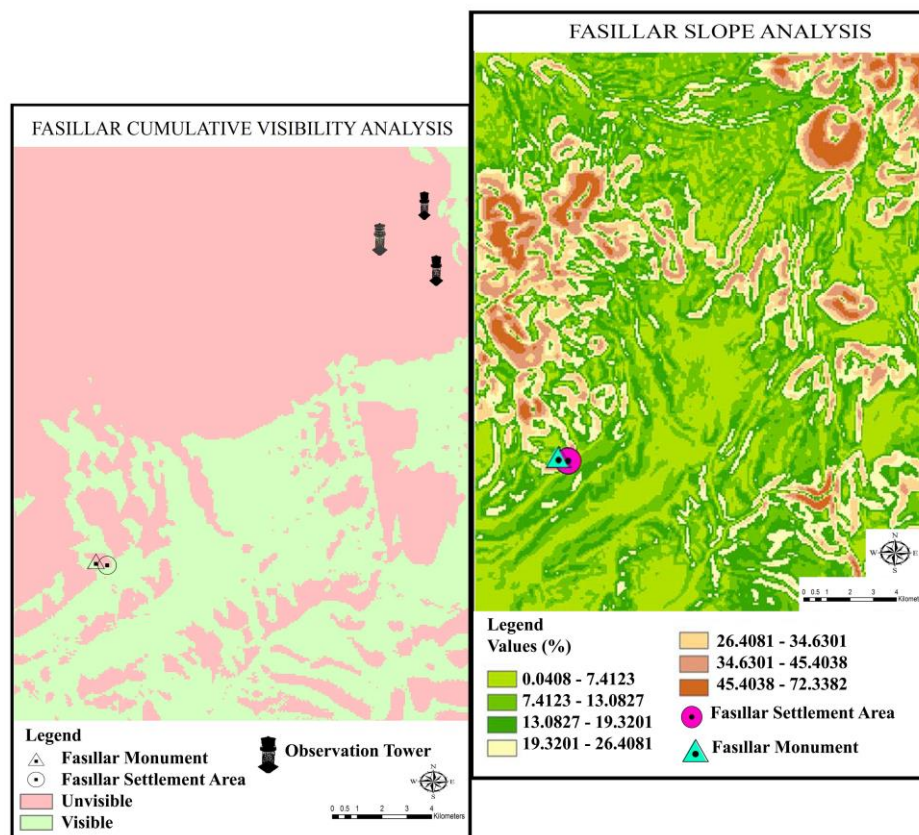 FASILLAR CUMULATIVE VISIBILITY ANALYSIS
Legend
Fasıllar Monument
Fasıllar Settlement Area
Unvisible
Visible
Observation Tower
N
W E
S
0 0.5 1 2 3 4
Kilometers
FASILLAR SLOPE ANALYSIS
N
W E
S
0 0.5 1 2 3 4
Kilometers
Legend
Values (%)
0.0408 - 7.4123
7.4123 - 13.0827
13.0827 - 19.3201
19.3201 - 26.4081
26.4081 - 34.6301
34.6301 - 45.4038
45.4038 - 72.3382
Fasıllar Settlement Area
Fasıllar Monument